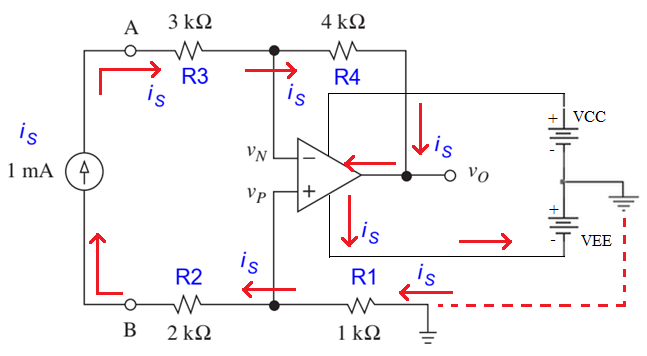 3 kΩ
4 kΩ
A
R3
R4
iS
iS
VCC
+
-
iS
iS
1 mA
vN
−
vP
+
vO
iS
+
-
VEE
iS
R2
R1
iS
B
2 kΩ
1 kΩ